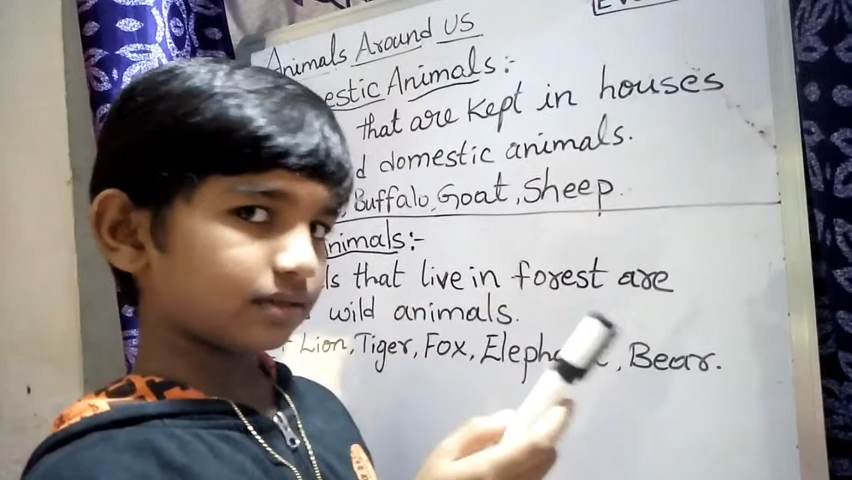 Animals Around US
estic Animals:-
that are kept in houses
d domestic animals.
Buffalo, Goat, Sheep.
nimals:-
ls that live in forest are
wild animals.
Lion, Tiger, Fox, Eleph , Bear.